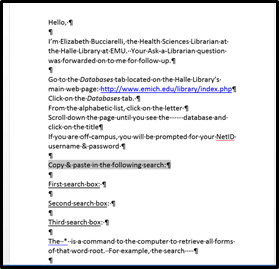 Hello,·¶
¶
I'm·Elizabeth·Bucciarelli,·the·Health·Sciences·Librarian·at·
the·Halle·Library·at·EMU.··Your·Ask-a-Librarian·question·
was·forwarded·on·to·me·for·follow-up.¶
¶
Go·to·the·Databases·tab·located·on·the·Halle·Library's·
main·web·page:·http://www.emich.edu/library/index.php¶
Click·on·the·Databases·tab.·¶
From·the·alphabetic·list,·click·on·the·letter·¶
Scroll·down·the·page·until·you·see·the------database·and·
click·on·the·title¶
If·you·are·off-campus,·you·will·be·prompted·for·your·NetID·
username·&·password·¶
¶
Copy·&·paste·in·the·following·search:¶
¶
First·search·box:·¶
¶
Second·search·box:·¶
¶
Third·search·box:·¶
¶
The··*··is·a·command·to·the·computer·to·retrieve·all·forms·
of·that·word·root.··For·example,·the·search·----¶
¶